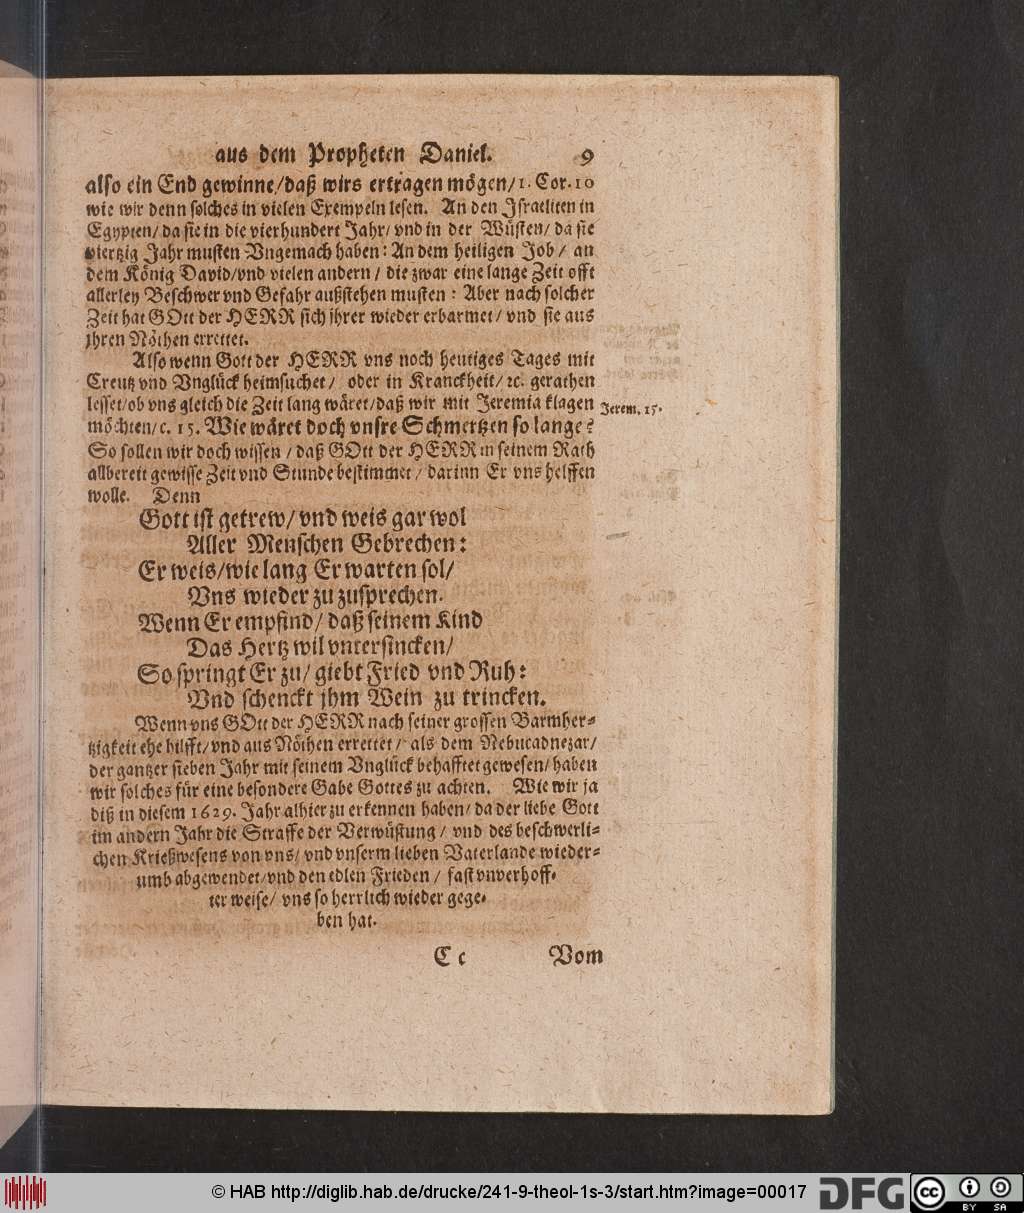 aus dem Propheten Daniel. 9
also ein End gewinne/daß wirs ertragen mögen/1. Cor. 10
wie wir denn solches in vielen Exempeln lesen. An den Israeliten in
Egypten/ da sie in die vierhundert Jahr/ vnd in der Wüsten/ da sie
viertzig Jahr musten Vngemach haben: An dem heiligen Job/ an
dem König David/vnd vielen andern/ die zwar eine lange Zeit offt
allerley Beschwer vnd Gefahr außstehen musten: Aber nach solcher
Zeit hat GOtt der HERR sich jhrer wieder erbarmet/ vnd sie aus
jhren Nöthen errettet.
Also wenn Gott der HERR vns noch heutiges Tages mit
Creutz vnd Vnglück heimsuchet/ oder in Kranckheit/ ꝛc. gerathen
lesset/ob vns gleich die Zeit lang wäret/daß wir mit Jeremia klagen
Jerem. 15.
möchten/c. 15. Wie wäret doch vnsre Schmertzen so lange?
So sollen wir doch wissen/ daß GOtt der HERR in seinem Rath
allbereit gewisse Zeit vnd Stunde bestimmet/ darinn Er vns helffen
wolle. Denn
Gott ist getrew/ vnd weis gar wol
Aller Menschen Gebrechen:
Er weis/wie lang Er warten sol/
Vns wieder zu zusprechen.
Wenn Er empfind/ daß seinem Kind
Das Hertz wil vntersincken/
So springt Er zu/ giebt Fried vnd Ruh:
Vnd schenckt jhm Wein zu trincken.
Wenn vns GOtt der HERR nach seiner grossen Barmher-
tzigkeit ehe hilfft/vnd aus Nöthen errettet/ als dem Nebucadnezar/
der gantzer sieben Jahr mit seinem Vnglück behafftet gewesen/ haben
wir solches für eine besondere Gabe Gottes zu achten. Wie wir ja
diß in diesem 1629. Jahr alhier zu erkennen haben/ da der liebe Gott
im andern Jahr die Straffe der Verwüstung/ vnd des beschwerli-
chen Krießwesens von vns/ vnd vnserm lieben Vaterlande wieder-
umb abgewendet/vnd den edlen Frieden/ fast vnverhoff-
ter weise/ vns so herrlich wieder gege-
ben hat.
C c Vom
© HAB http://diglib.hab.de/drucke/241-9-theol-1s-3/start.htm?image=00017 DFG cc BY SA